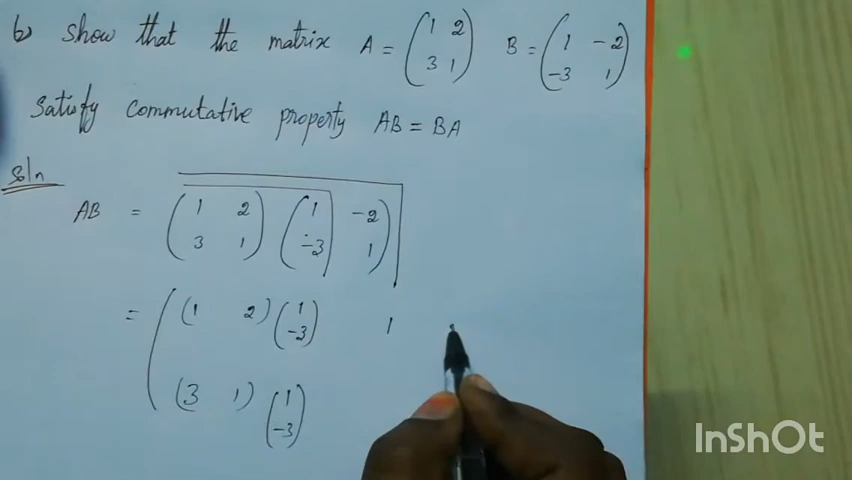 b) show that the matrix A = (1 2 3 1) B = (1 -2 -3 1)
satisfy commutative property AB = BA
soln
AB = (1 2 3 1) (1 -2 -3 1)
= ( (1 2) (1 -3) 1
(3 1) (1 -3)
InShOt